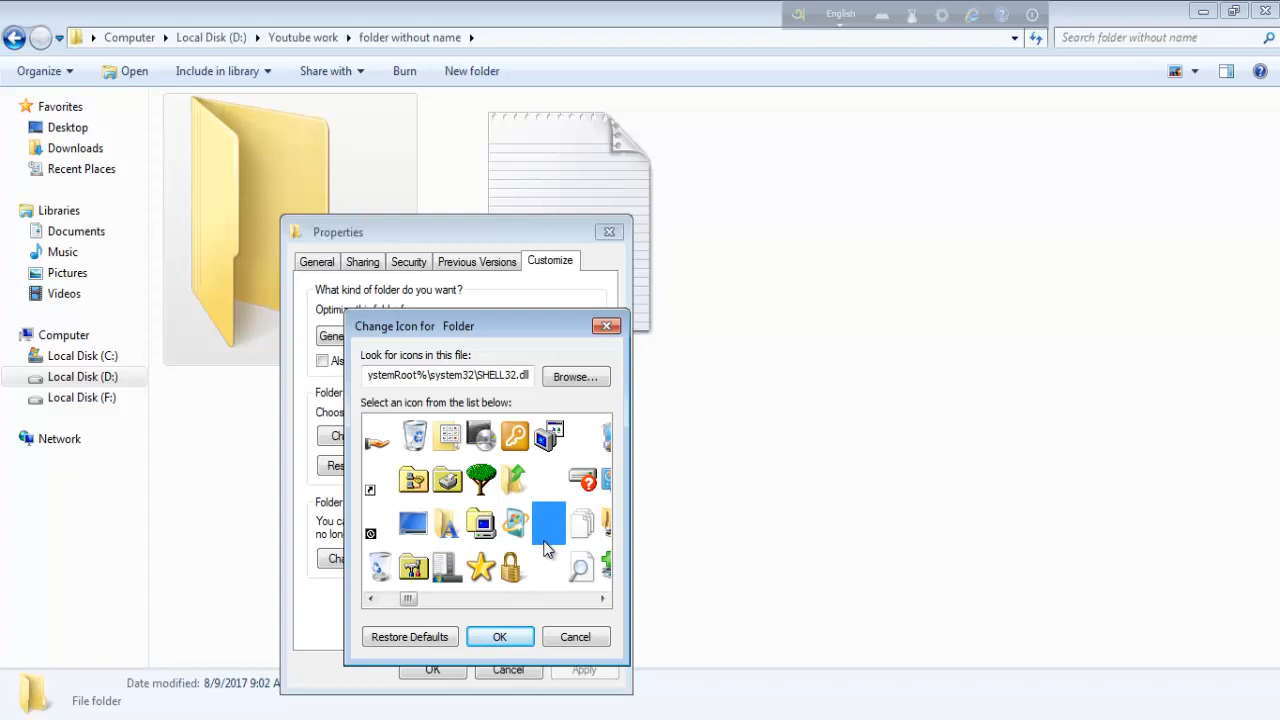 English
Computer
Local Disk (D:)
Youtube work
folder without name
Search folder without name
Organize
Open
Include in library
Share with
Burn
New folder
Favorites
Desktop
Downloads
Recent Places
Libraries
Documents
Music
Pictures
Videos
Computer
Local Disk (C:)
Local Disk (D:)
Local Disk (F:)
Network
Properties
General
Sharing
Security
Previous Versions
Customize
What kind of folder do you want?
Change Icon for Folder
Look for icons in this file:
ystemRoot%\system32\SHELL32.dll
Browse...
Select an icon from the list below:
Restore Defaults
OK
Cancel
OK
Cancel
Apply
Date modified: 8/9/2017 9:02 A
File folder